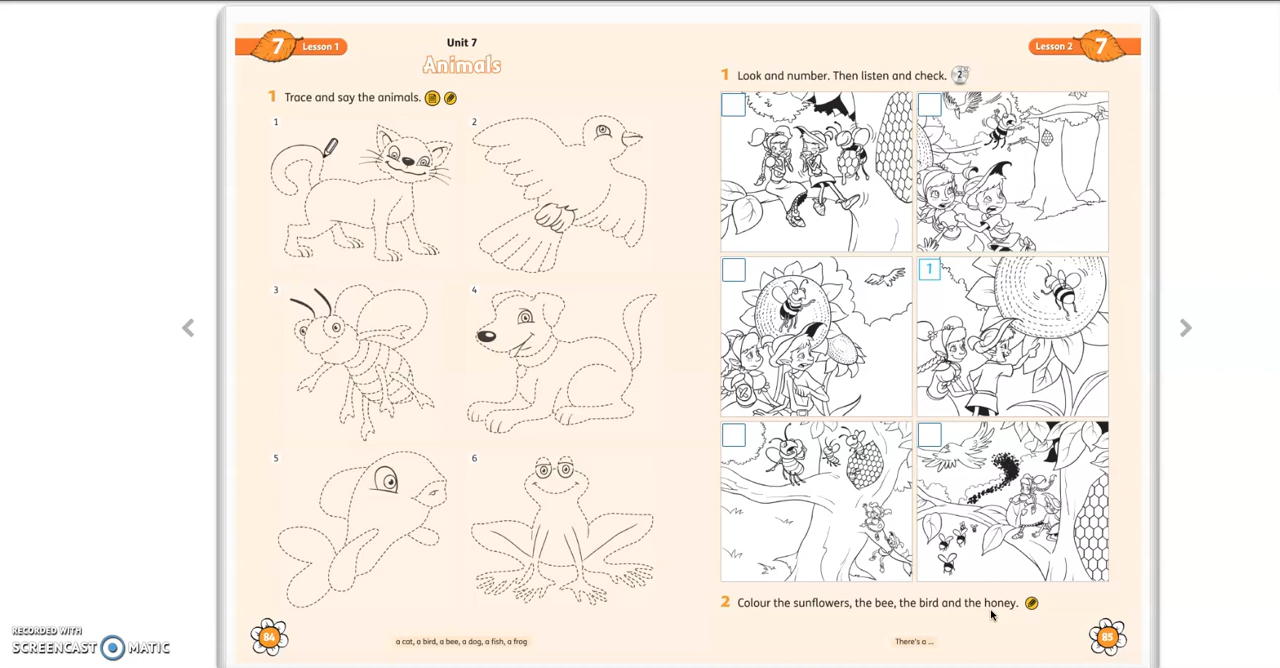 7 Lesson 1
Unit 7
Animals
1 Trace and say the animals.
1
2
3
4
5
6
84
a cat, a bird, a bee, a dog, a fish, a frog
Lesson 2 7
1 Look and number. Then listen and check. 2
1
2 Colour the sunflowers, the bee, the bird and the honey.
There's a ...
85
RECORDED WITH
SCREENCAST MATIC